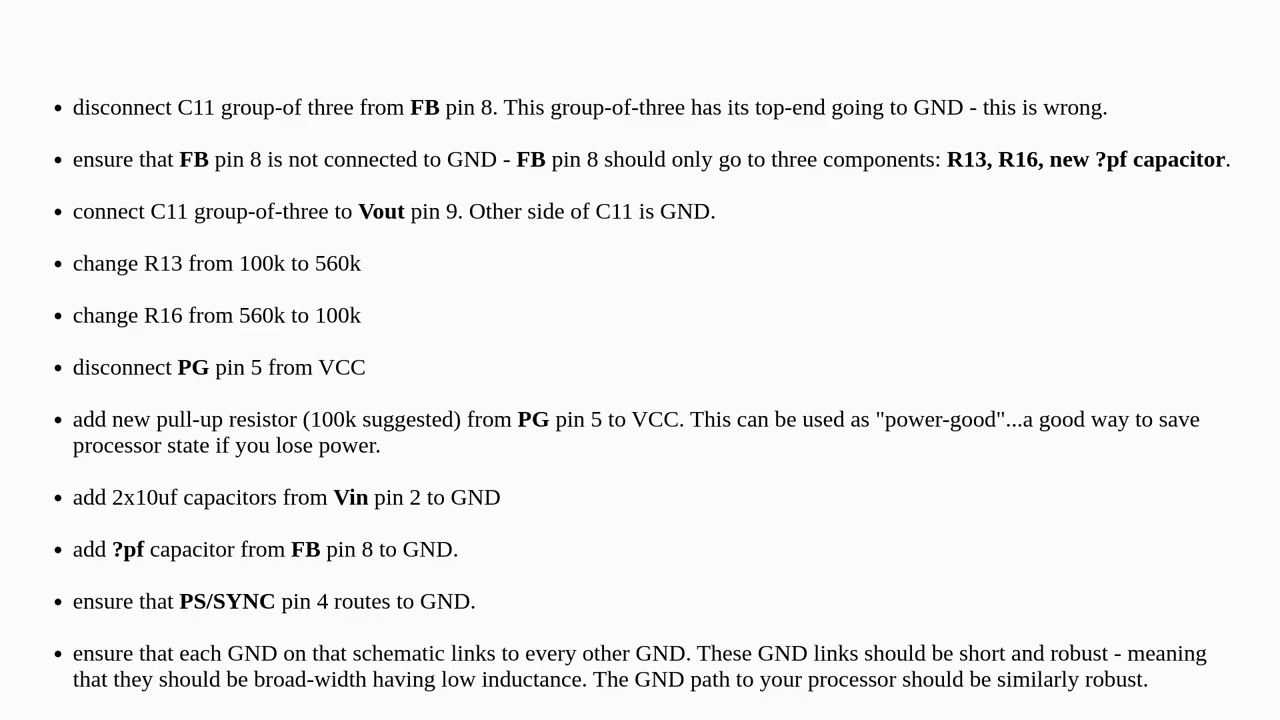 • disconnect C11 group-of three from FB pin 8. This group-of-three has its top-end going to GND - this is wrong.
• ensure that FB pin 8 is not connected to GND - FB pin 8 should only go to three components: R13, R16, new ?pf capacitor.
• connect C11 group-of-three to Vout pin 9. Other side of C11 is GND.
• change R13 from 100k to 560k
• change R16 from 560k to 100k
• disconnect PG pin 5 from VCC
• add new pull-up resistor (100k suggested) from PG pin 5 to VCC. This can be used as "power-good"...a good way to save
processor state if you lose power.
• add 2x10uf capacitors from Vin pin 2 to GND
• add ?pf capacitor from FB pin 8 to GND.
• ensure that PS/SYNC pin 4 routes to GND.
• ensure that each GND on that schematic links to every other GND. These GND links should be short and robust - meaning
that they should be broad-width having low inductance. The GND path to your processor should be similarly robust.